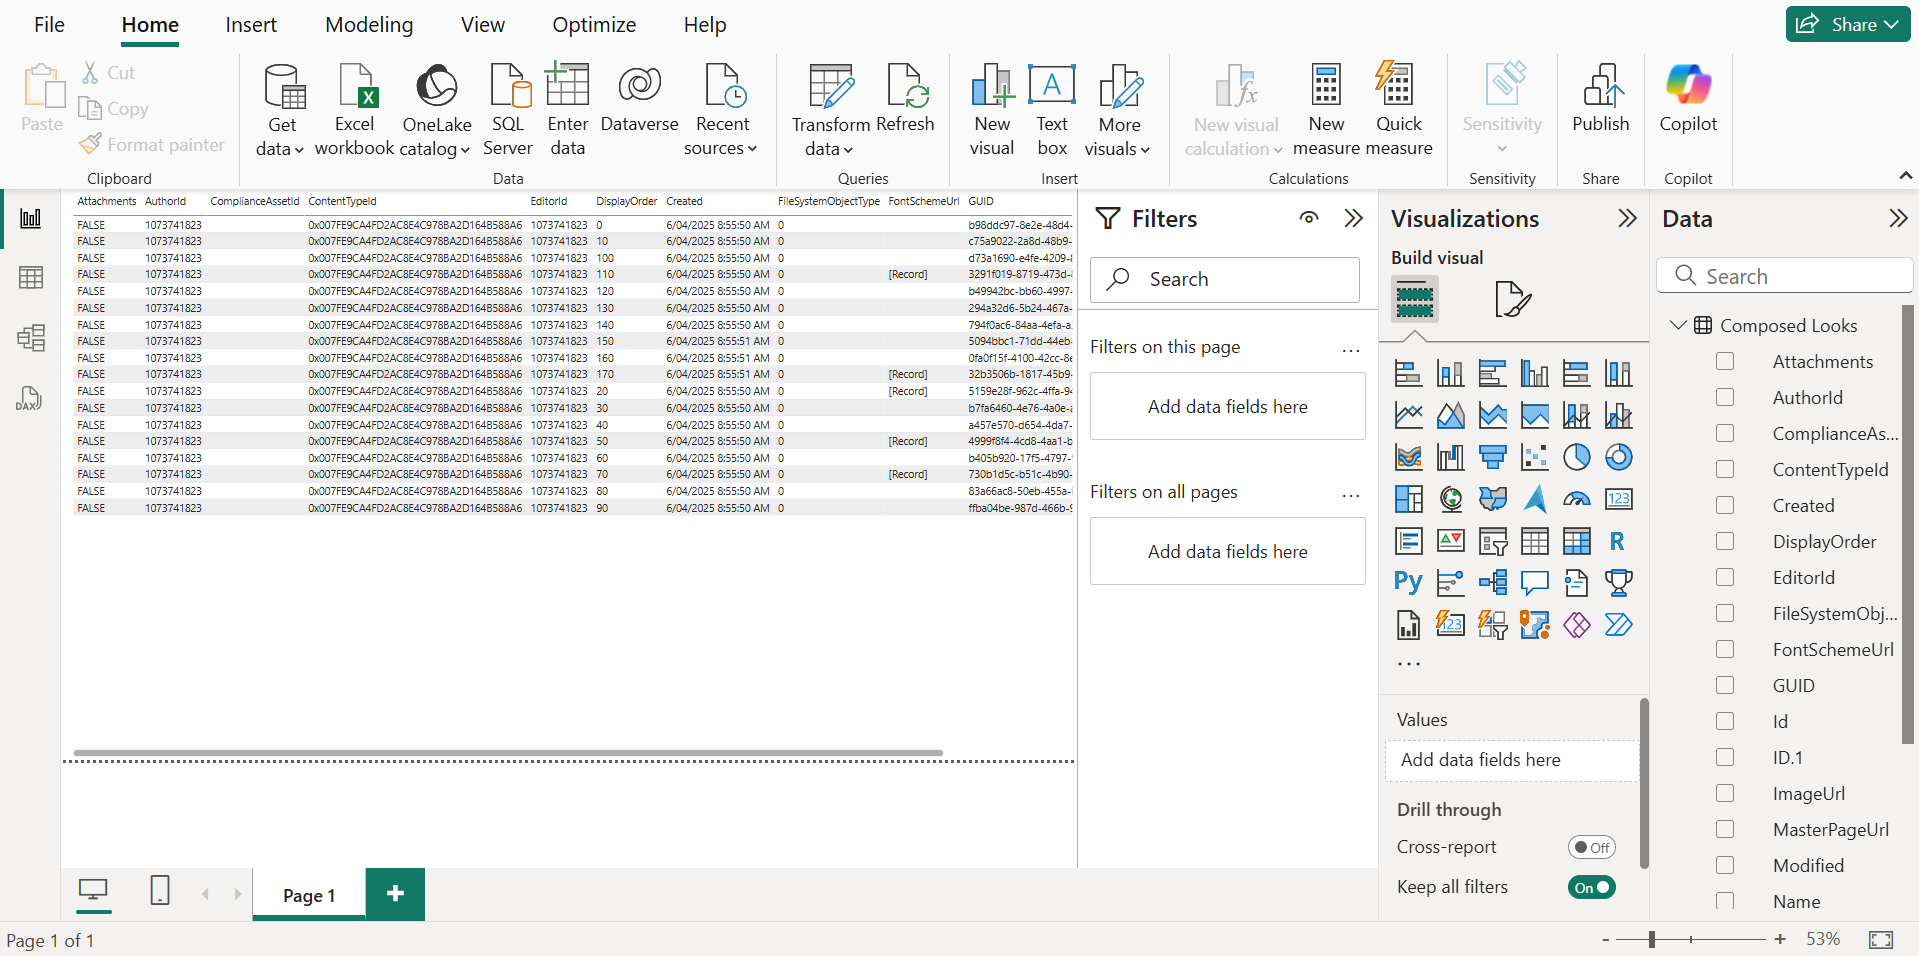 File Home Insert Modeling View Optimize Help Share
Paste
Cut
Copy
Format painter
Clipboard
Get data
Excel workbook
OneLake catalog
SQL Server
Enter data
Dataverse
Recent sources
Data
Transform data
Refresh
Queries
New visual
Text box
More visuals
Insert
New visual calculation
New measure
Quick measure
Calculations
Sensitivity
Sensitivity
Publish
Share
Copilot
Copilot
Attachments AuthorId ComplianceAssetId ContentTypeId EditorId DisplayOrder Created FileSystemObjectType FontSchemeUrl GUID
FALSE 1073741823 0x007FE9CA4FD2AC8E4C978BA2D164B588A6 1073741823 0 6/04/2025 8:55:50 AM 0 b98ddc97-8e2e-48d4-
FALSE 1073741823 0x007FE9CA4FD2AC8E4C978BA2D164B588A6 1073741823 10 6/04/2025 8:55:50 AM 0 c75a9022-2a8d-48b9-
FALSE 1073741823 0x007FE9CA4FD2AC8E4C978BA2D164B588A6 1073741823 100 6/04/2025 8:55:50 AM 0 d73a1690-e4fe-4209-8
FALSE 1073741823 0x007FE9CA4FD2AC8E4C978BA2D164B588A6 1073741823 110 6/04/2025 8:55:50 AM 0 [Record] 3291f019-8719-473d-
FALSE 1073741823 0x007FE9CA4FD2AC8E4C978BA2D164B588A6 1073741823 120 6/04/2025 8:55:50 AM 0 b49942bc-bb60-4997-
FALSE 1073741823 0x007FE9CA4FD2AC8E4C978BA2D164B588A6 1073741823 130 6/04/2025 8:55:50 AM 0 294a32d6-5b24-467a-
FALSE 1073741823 0x007FE9CA4FD2AC8E4C978BA2D164B588A6 1073741823 140 6/04/2025 8:55:50 AM 0 794f0ac6-84aa-4efa-a
FALSE 1073741823 0x007FE9CA4FD2AC8E4C978BA2D164B588A6 1073741823 150 6/04/2025 8:55:51 AM 0 5094bbc1-71dd-44eb-
FALSE 1073741823 0x007FE9CA4FD2AC8E4C978BA2D164B588A6 1073741823 160 6/04/2025 8:55:51 AM 0 0fa0f15f-4100-42cc-8e
FALSE 1073741823 0x007FE9CA4FD2AC8E4C978BA2D164B588A6 1073741823 170 6/04/2025 8:55:51 AM 0 [Record] 32b3506b-1817-45b9-
FALSE 1073741823 0x007FE9CA4FD2AC8E4C978BA2D164B588A6 1073741823 20 6/04/2025 8:55:50 AM 0 [Record] 5159e28f-962c-4ffa-94
FALSE 1073741823 0x007FE9CA4FD2AC8E4C978BA2D164B588A6 1073741823 30 6/04/2025 8:55:50 AM 0 b7fa6460-4e76-4a0e-a
FALSE 1073741823 0x007FE9CA4FD2AC8E4C978BA2D164B588A6 1073741823 40 6/04/2025 8:55:50 AM 0 a457e570-d654-4da7-
FALSE 1073741823 0x007FE9CA4FD2AC8E4C978BA2D164B588A6 1073741823 50 6/04/2025 8:55:50 AM 0 [Record] 4999f8f4-4cd8-4aa1-b
FALSE 1073741823 0x007FE9CA4FD2AC8E4C978BA2D164B588A6 1073741823 60 6/04/2025 8:55:50 AM 0 b405b920-17f5-4797-
FALSE 1073741823 0x007FE9CA4FD2AC8E4C978BA2D164B588A6 1073741823 70 6/04/2025 8:55:50 AM 0 [Record] 730b1d5c-b51c-4b90-
FALSE 1073741823 0x007FE9CA4FD2AC8E4C978BA2D164B588A6 1073741823 80 6/04/2025 8:55:50 AM 0 83a66ac8-50eb-455a-
FALSE 1073741823 0x007FE9CA4FD2AC8E4C978BA2D164B588A6 1073741823 90 6/04/2025 8:55:50 AM 0 ffba04be-987d-466b-9
Filters
Search
Filters on this page ...
Add data fields here
Filters on all pages ...
Add data fields here
Visualizations
Build visual
123
R
Py
123
...
Values
Add data fields here
Drill through
Cross-report Off
Keep all filters On
Data
Search
Composed Looks
Attachments
AuthorId
ComplianceAs...
ContentTypeId
Created
DisplayOrder
EditorId
FileSystemObj...
FontSchemeUrl
GUID
Id
ID.1
ImageUrl
MasterPageUrl
Modified
Name
DAX
Page 1 +
Page 1 of 1
- + 53%